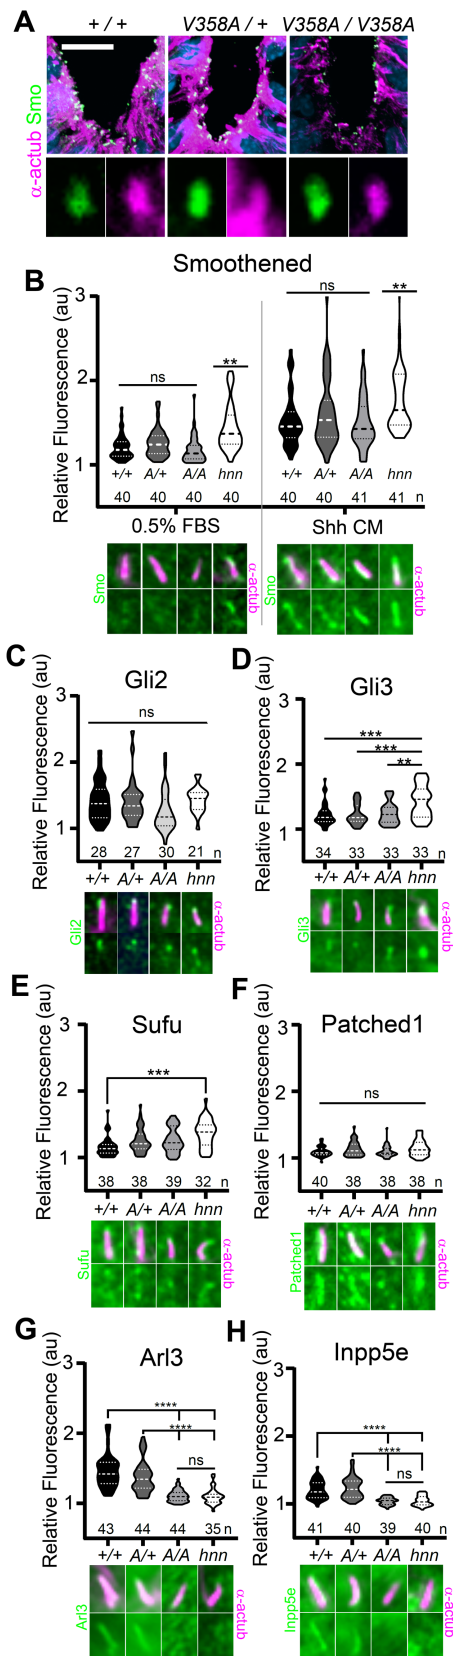 A
+ / +
V358A / +
V358A / V358A
α-actub Smo
B
Smoothened
Relative Fluorescence (au)
3
2
1
ns
**
ns
**
+/+ A/+ A/A hnn +/+ A/+ A/A hnn
40 40 40 40 40 40 41 41 n
0.5% FBS Shh CM
Smo
α-actub
Smo
α-actub
C
Gli2
Relative Fluorescence (au)
3
2
1
ns
28 27 30 21 n
+/+ A/+ A/A hnn
Gli2
α-actub
D
Gli3
Relative Fluorescence (au)
3
2
1
***
***
**
34 33 33 33 n
+/+ A/+ A/A hnn
Gli3
α-actub
E
Sufu
Relative Fluorescence (au)
3
2
1
***
38 38 39 32 n
+/+ A/+ A/A hnn
Sufu
α-actub
F
Patched1
Relative Fluorescence (au)
3
2
1
ns
40 38 38 38 n
+/+ A/+ A/A hnn
Patched1
α-actub
G
Arl3
Relative Fluorescence (au)
3
2
1
****
****
ns
43 44 44 35 n
+/+ A/+ A/A hnn
Arl3
α-actub
H
Inpp5e
Relative Fluorescence (au)
3
2
1
****
****
ns
41 40 39 40 n
+/+ A/+ A/A hnn
Inpp5e
α-actub